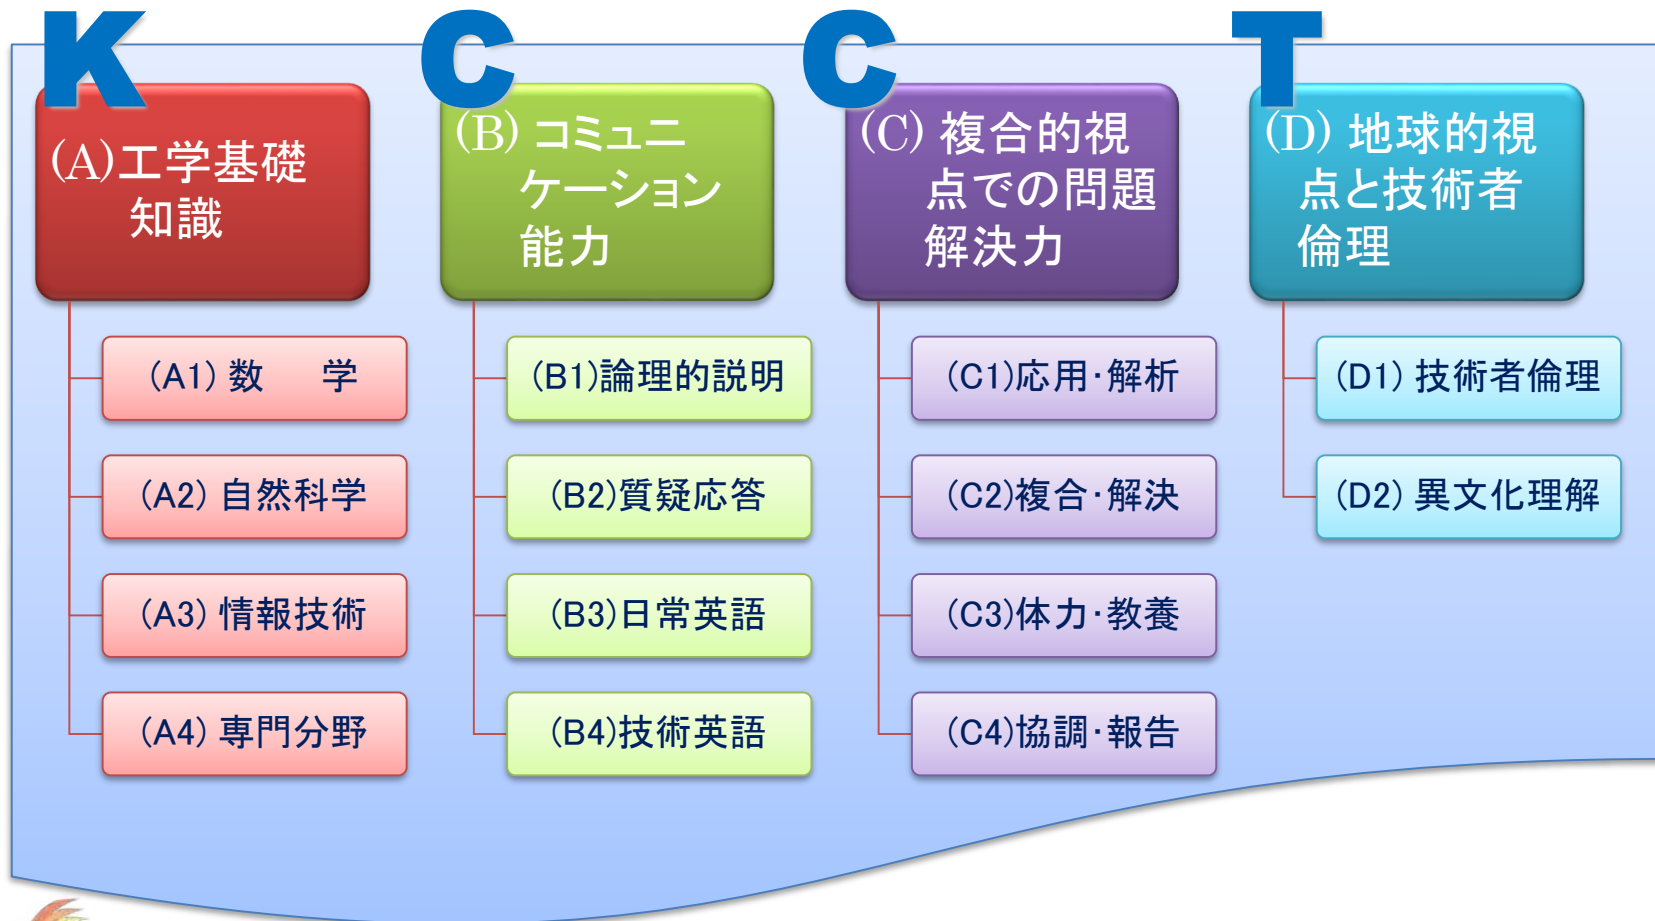 K
(A)工学基礎
知識
(A1) 数　学
(A2) 自然科学
(A3) 情報技術
(A4) 専門分野
C
(B) コミュニ
ケーション
能力
(B1)論理的説明
(B2)質疑応答
(B3)日常英語
(B4)技術英語
C
(C) 複合的視
点での問題
解決力
(C1)応用・解析
(C2)複合・解決
(C3)体力・教養
(C4)協調・報告
T
(D) 地球的視
点と技術者
倫理
(D1) 技術者倫理
(D2) 異文化理解